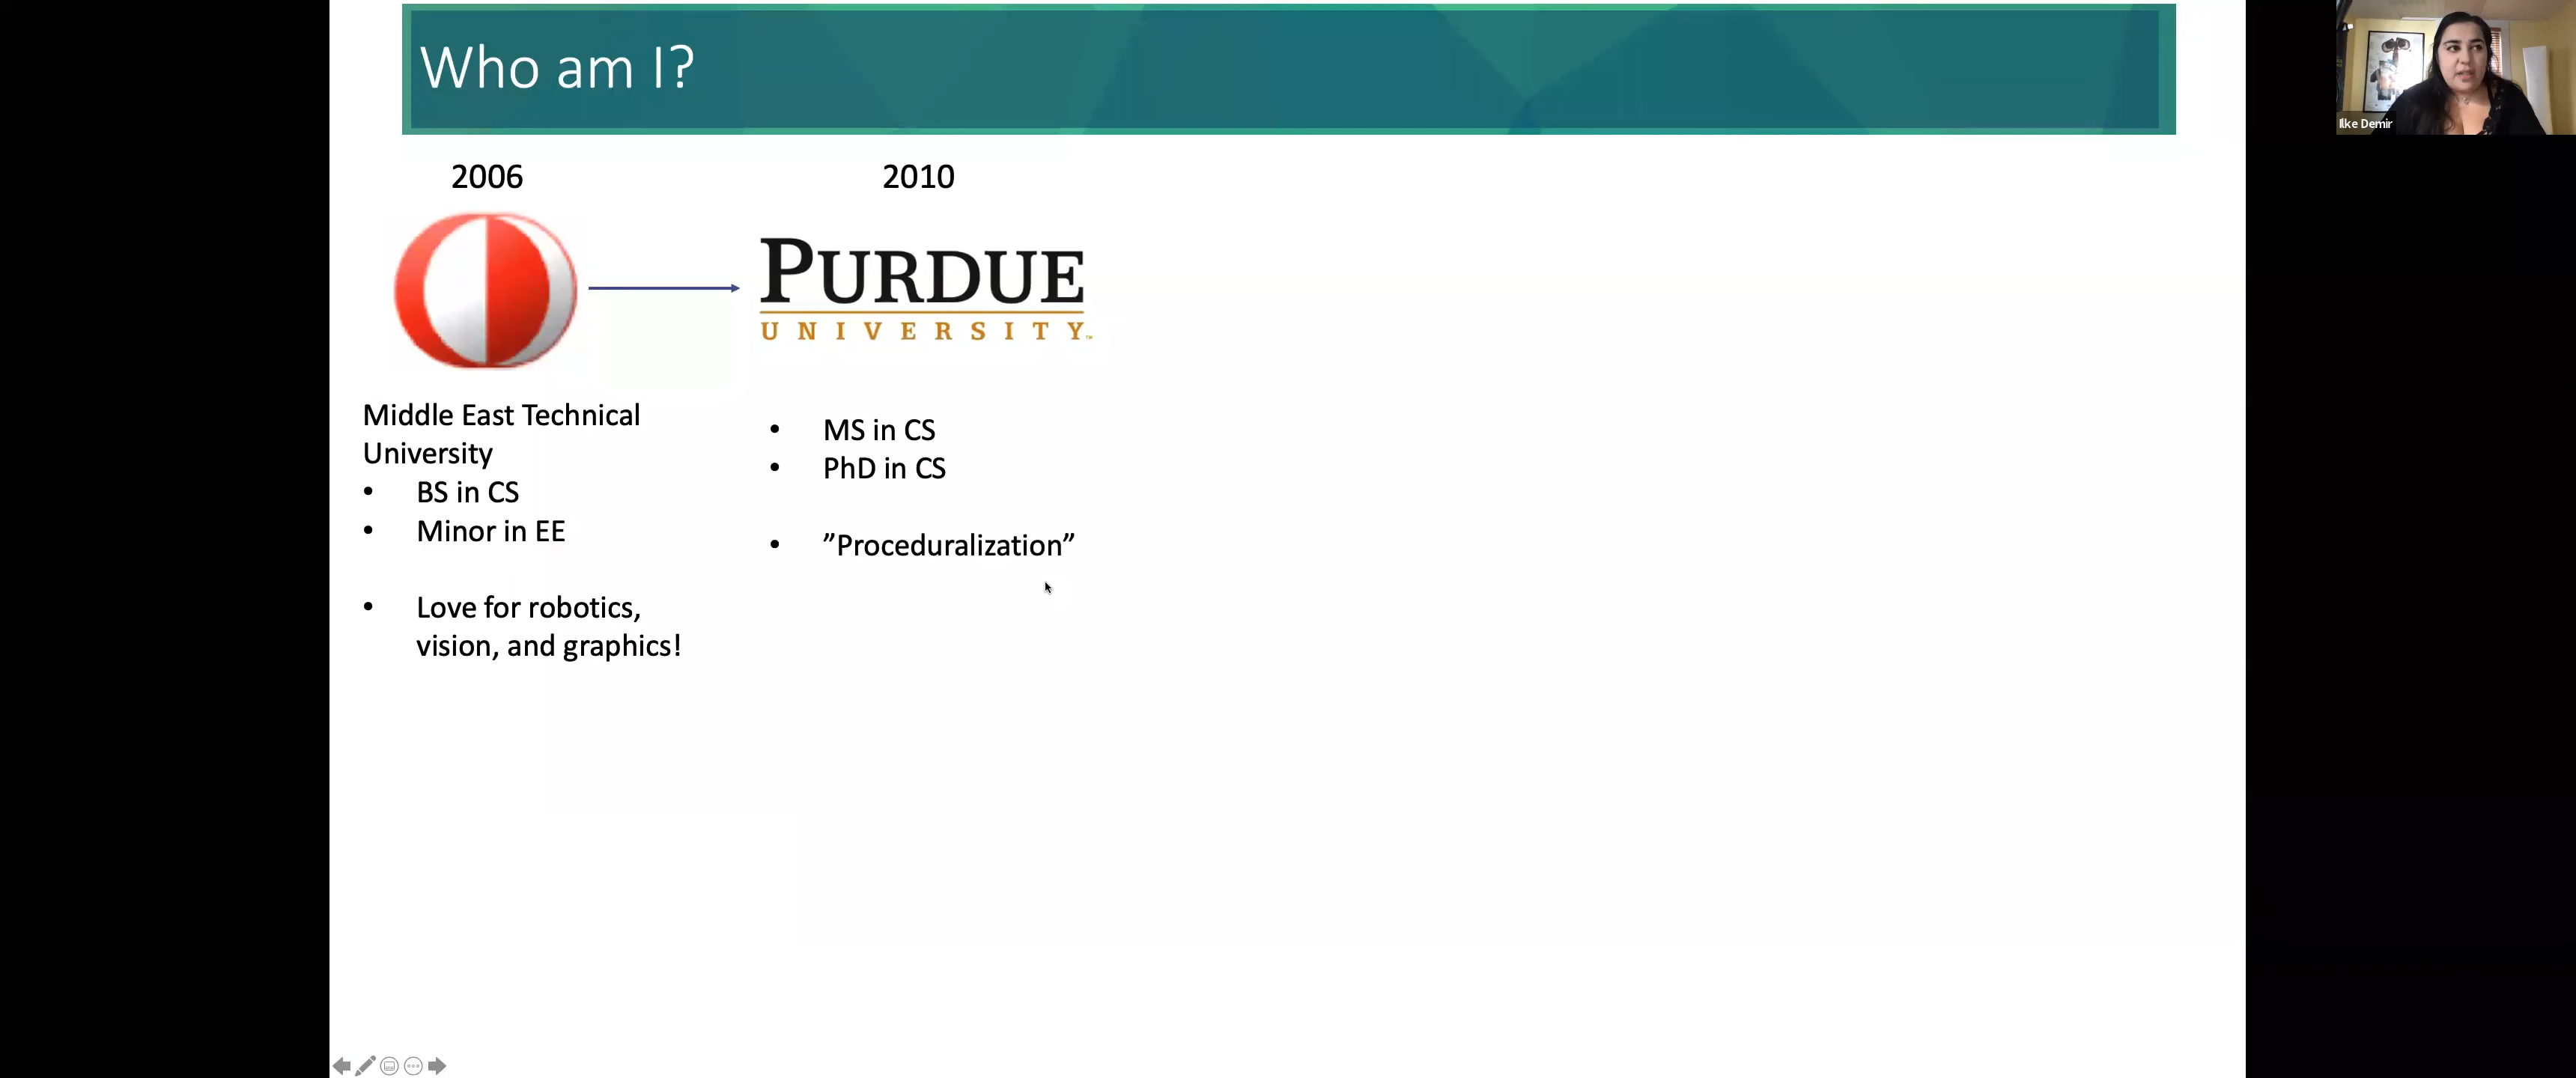 Who am I?
Ilke Demir
2006
2010
PURDUE
UNIVERSITY™
Middle East Technical
University
• BS in CS
• Minor in EE
• Love for robotics,
vision, and graphics!
• MS in CS
• PhD in CS
• ”Proceduralization”